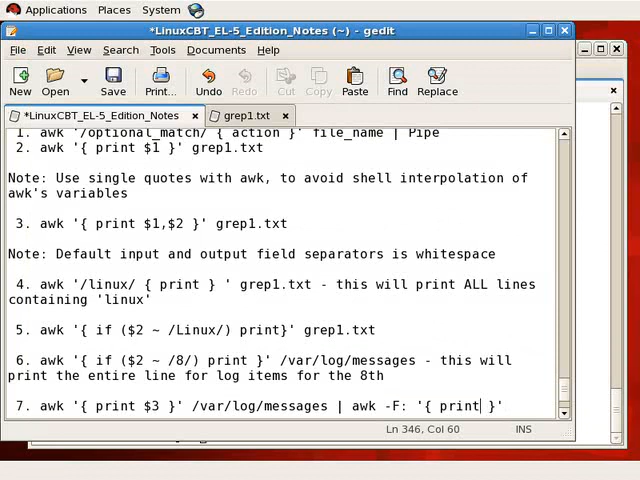 Applications Places System
*LinuxCBT_EL-5_Edition_Notes (~) - gedit
File Edit View Search Tools Documents Help
New Open Save Print... Undo Redo Cut Copy Paste Find Replace
*LinuxCBT_EL-5_Edition_Notes grep1.txt
1. awk '/optional_match/ { action }' file_name | Pipe
2. awk '{ print $1 }' grep1.txt
Note: Use single quotes with awk, to avoid shell interpolation of
awk's variables
3. awk '{ print $1,$2 }' grep1.txt
Note: Default input and output field separators is whitespace
4. awk '/linux/ { print } ' grep1.txt - this will print ALL lines
containing 'linux'
5. awk '{ if ($2 ~ /Linux/) print}' grep1.txt
6. awk '{ if ($2 ~ /8/) print }' /var/log/messages - this will
print the entire line for log items for the 8th
7. awk '{ print $3 }' /var/log/messages | awk -F: '{ print }'
Ln 346, Col 60 INS